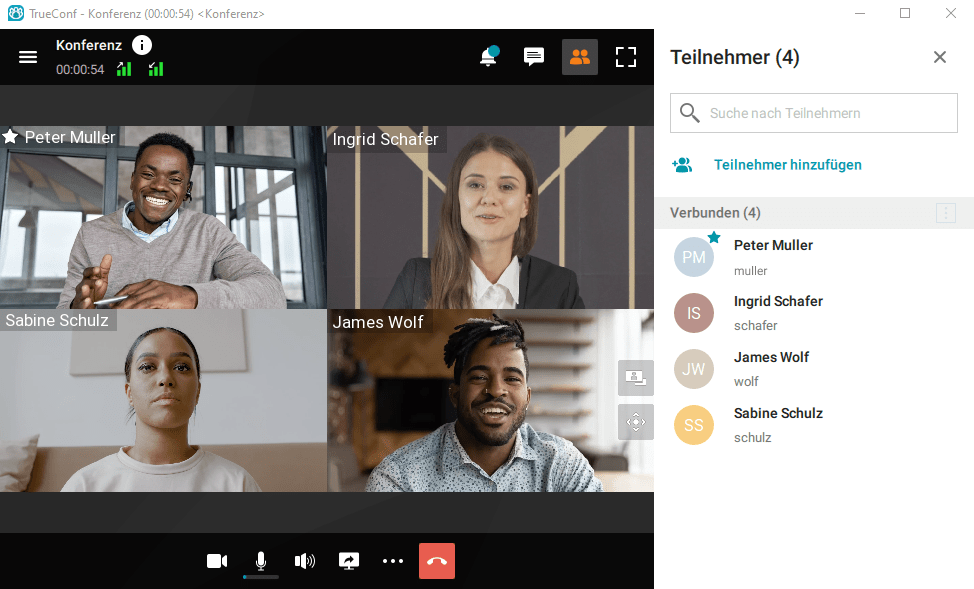 TrueConf - Konferenz (00:00:54) <Konferenz>
Konferenz
00:00:54
Peter Muller
Ingrid Schafer
Sabine Schulz
James Wolf
Teilnehmer (4)
Suche nach Teilnehmern
Teilnehmer hinzufügen
Verbunden (4)
PM
Peter Muller
muller
IS
Ingrid Schafer
schafer
JW
James Wolf
wolf
SS
Sabine Schulz
schulz